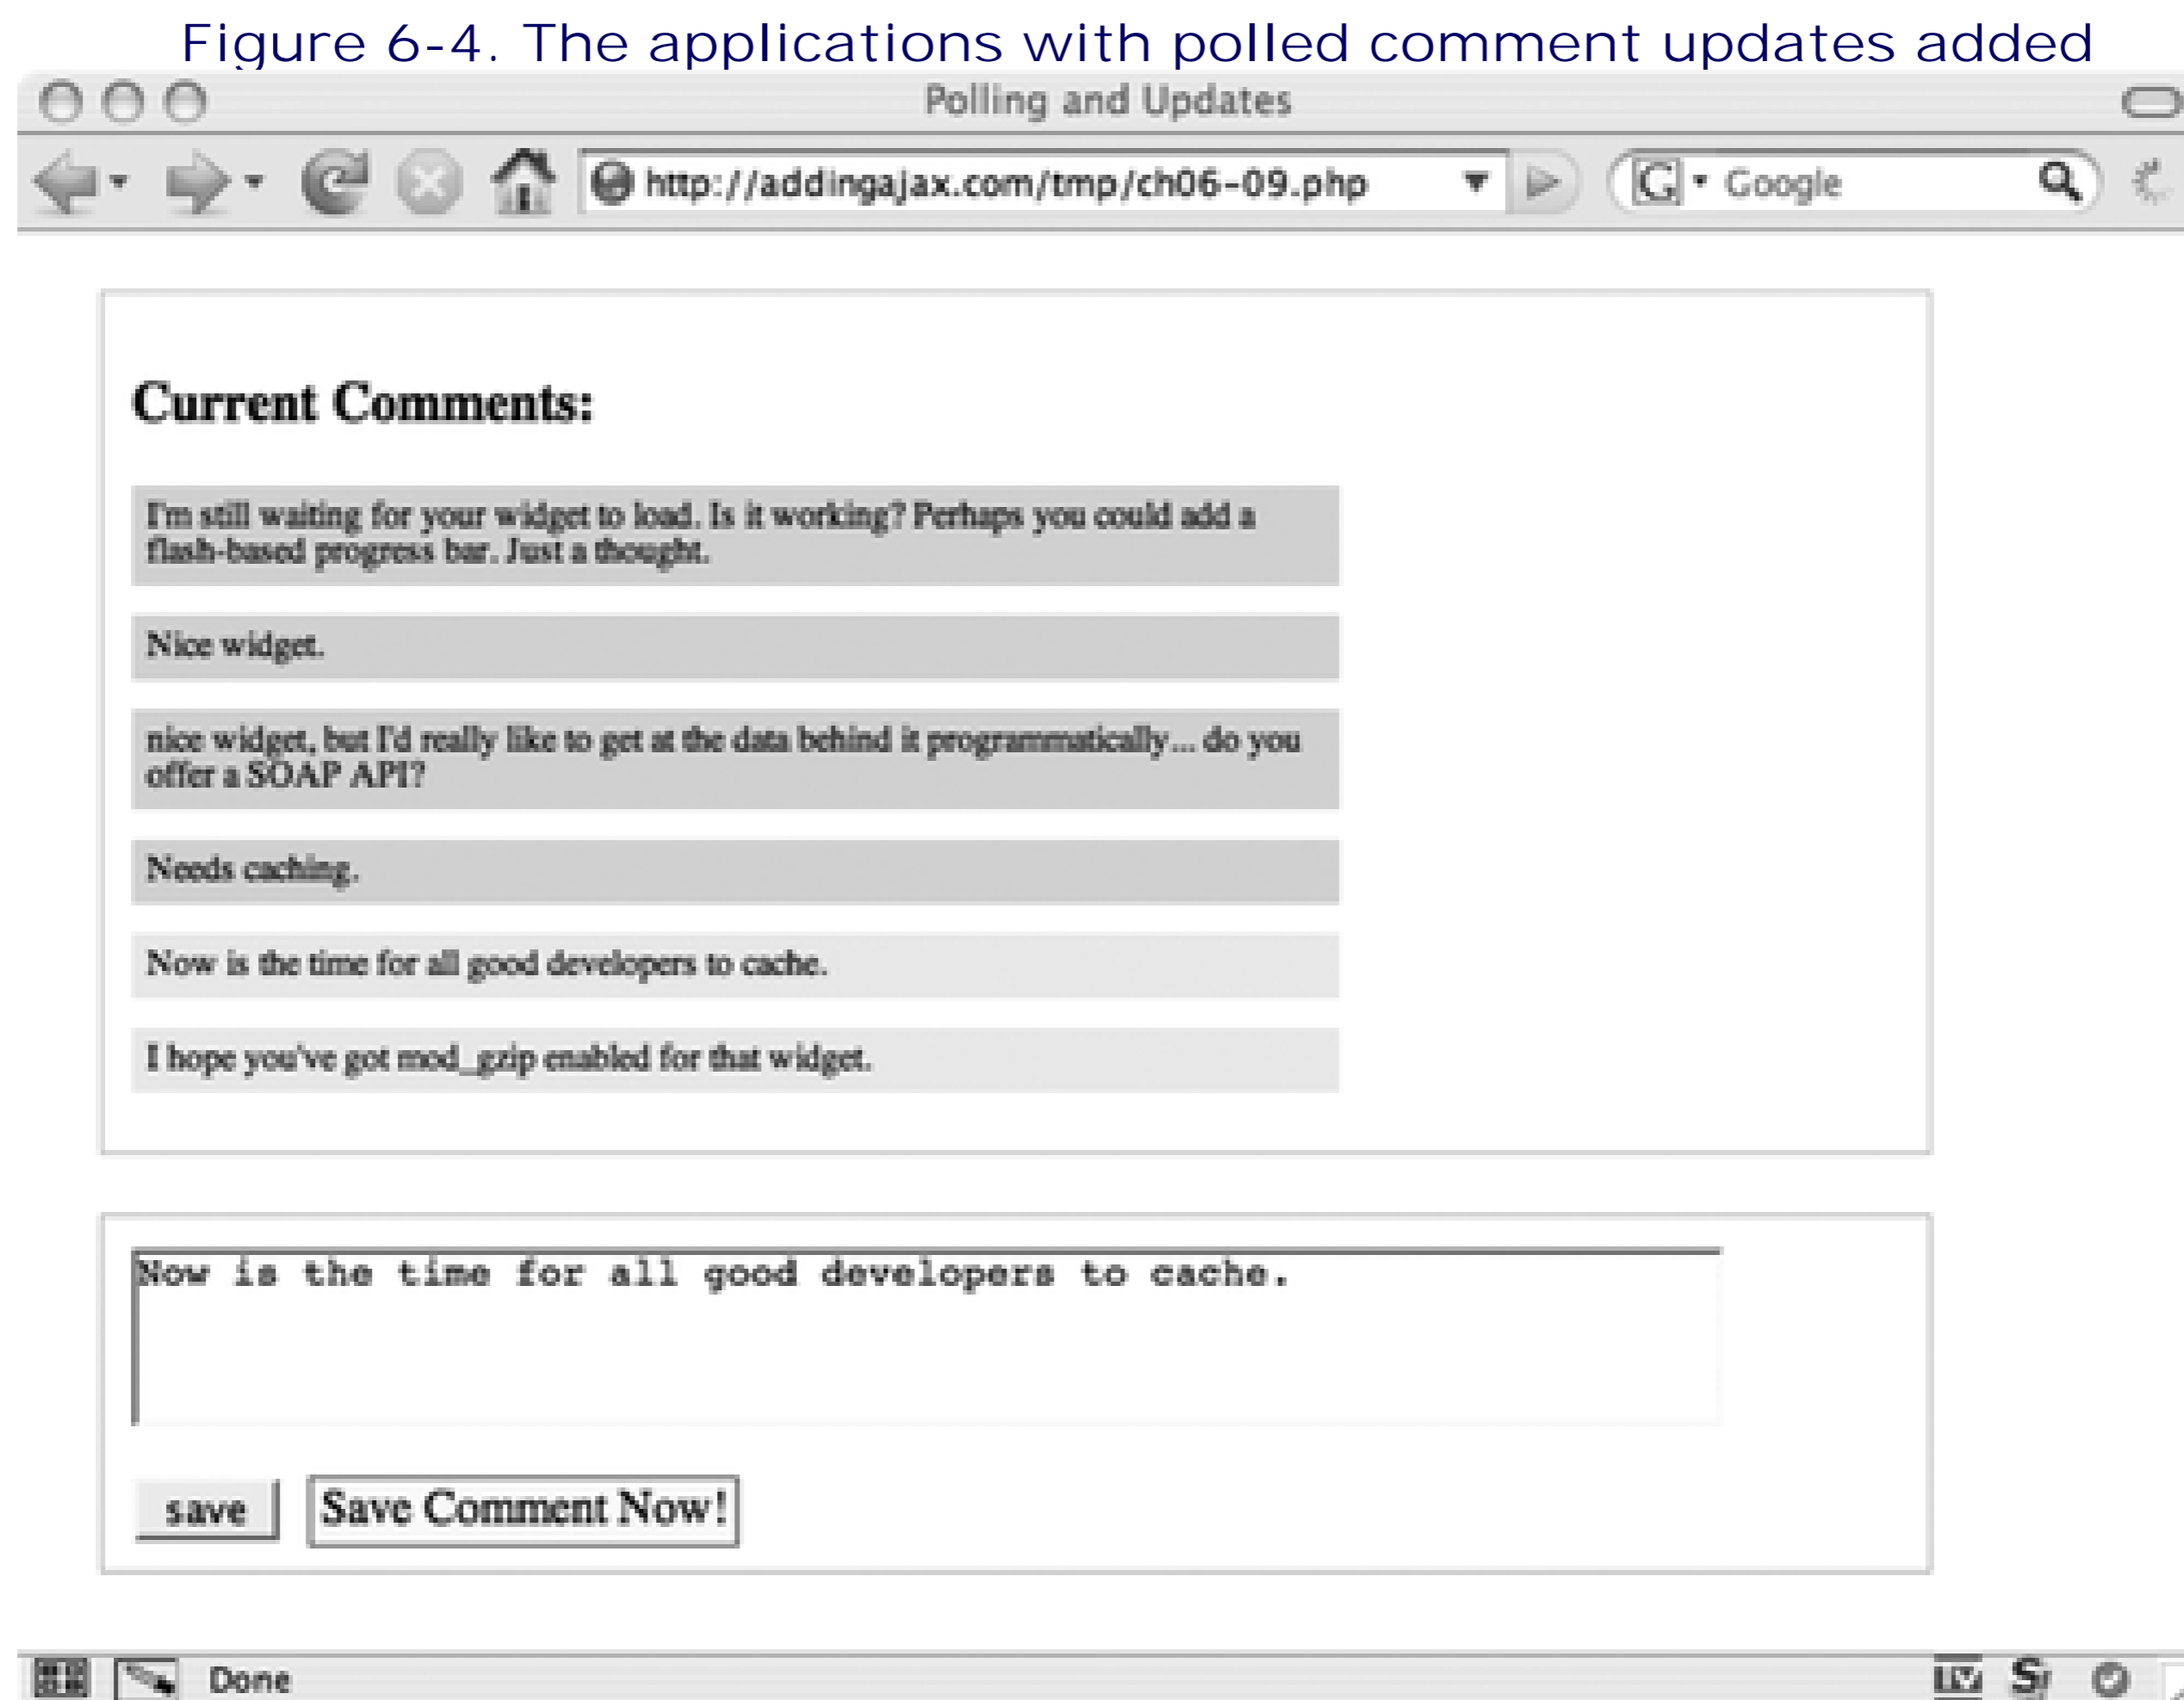 Figure 6-4. The applications with polled comment updates added
Polling and Updates
http://addingajax.com/tmp/ch06-09.php
G Google
Current Comments:
I'm still waiting for your widget to load. Is it working? Perhaps you could add a
flash-based progress bar. Just a thought.
Nice widget.
nice widget, but I'd really like to get at the data behind it programmatically... do you
offer a SOAP API?
Needs caching.
Now is the time for all good developers to cache.
I hope you've got mod_gzip enabled for that widget.
Now is the time for all good developers to cache.
save Save Comment Now!
Done